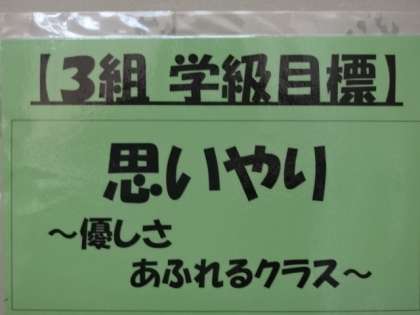 【3組 学級目標】
思いやり
～優しさ
あふれるクラス～